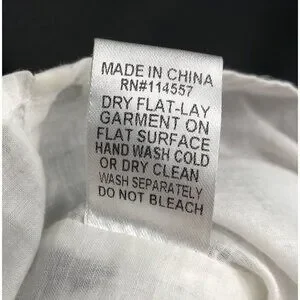 MADE IN CHINA
RN#114557
DRY FLAT-LAY
GARMENT ON
FLAT SURFACE
HAND WASH COLD
OR DRY CLEAN
WASH SEPARATELY
DO NOT BLEACH